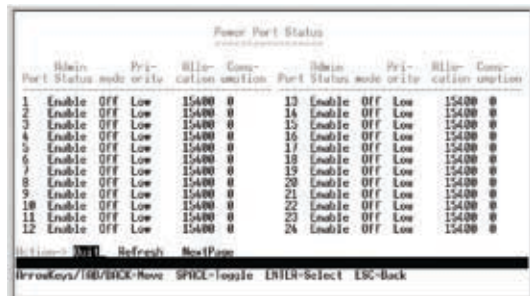 Power Port Status
Admin Pri- Allo- Cons- Admin Pri- Allo- Cons-
Port Status mode ority cation umution Port Status mode ority cation umption
1 Enable Off Low 15400 0 13 Enable Off Low 15400 0
2 Enable Off Low 15400 0 14 Enable Off Low 15400 0
3 Enable Off Low 15400 0 15 Enable Off Low 15400 0
4 Enable Off Low 15400 0 16 Enable Off Low 15400 0
5 Enable Off Low 15400 0 17 Enable Off Low 15400 0
6 Enable Off Low 15400 0 18 Enable Off Low 15400 0
7 Enable Off Low 15400 0 19 Enable Off Low 15400 0
8 Enable Off Low 15400 0 20 Enable Off Low 15400 0
9 Enable Off Low 15400 0 21 Enable Off Low 15400 0
10 Enable Off Low 15400 0 22 Enable Off Low 15400 0
11 Enable Off Low 15400 0 23 Enable Off Low 15400 0
12 Enable Off Low 15400 0 24 Enable Off Low 15400 0
Action-> Quit Refresh NextPage
ArrowKeys/TAB/BACK-Move SPACE-Toggle ENTER-Select ESC-Back